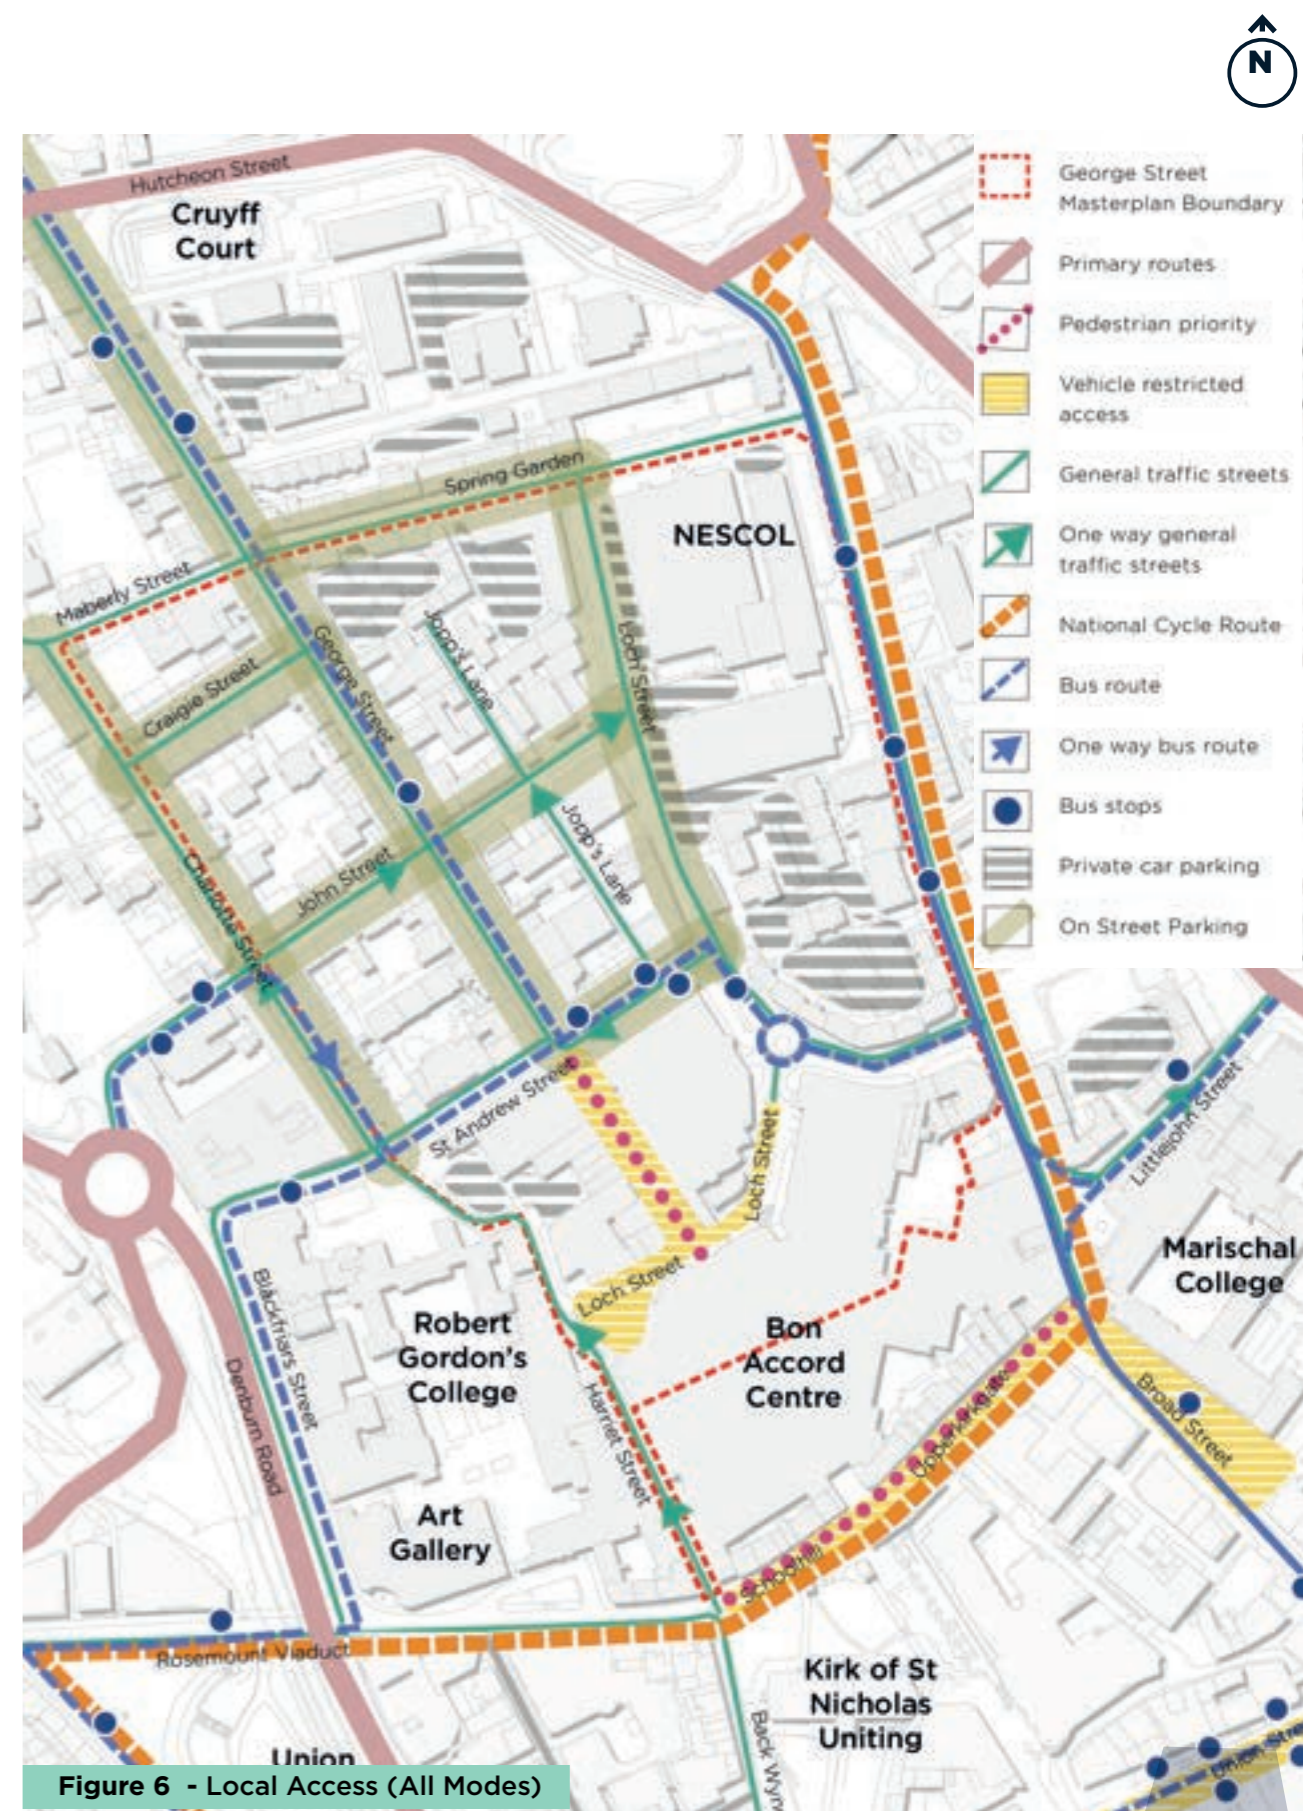 N
Hutcheon Street
Cruyff
Court
George Street
Masterplan Boundary
Primary routes
Pedestrian priority
Vehicle restricted
access
General traffic streets
One way general
traffic streets
National Cycle Route
Bus route
One way bus route
Bus stops
Private car parking
On Street Parking
Spring Garden
NESCOL
Maberly Street
George Street
Jopp's Lane
Loch Street
Craigie Street
Jopp's Lane
Charlotte Street
John Street
St Andrew Street
Loch Street
Littlejohn Street
Marischal
College
Loch Street
Blackfriars Street
Robert
Gordon's
College
Bon
Accord
Centre
Denburn Road
Harriet Street
Upperkirkgate
Broad Street
Art
Gallery
Schoolhill
Rosemount Viaduct
Kirk of St
Nicholas
Uniting
Back Wynd
Union
Union Stre
Figure 6 - Local Access (All Modes)